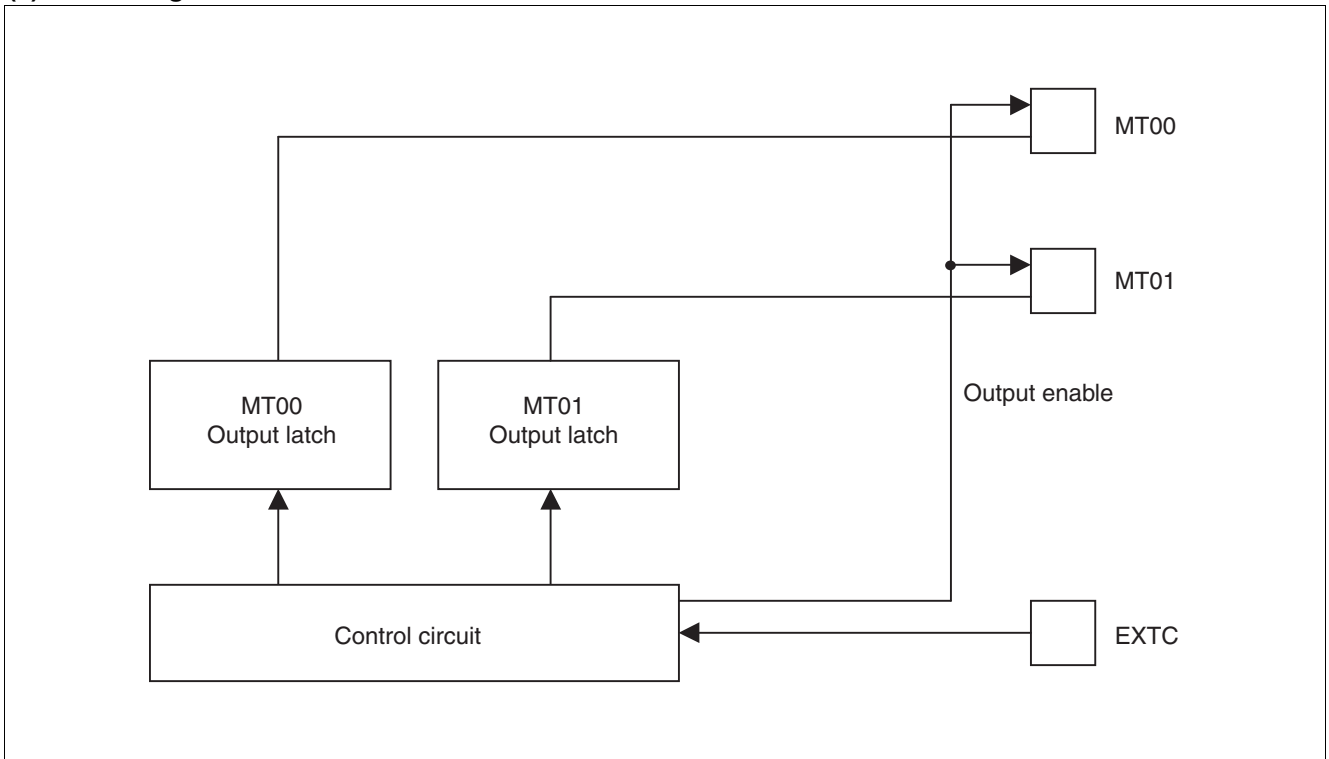 MT00
MT01
Output enable
MT00
Output latch
MT01
Output latch
Control circuit
EXTC